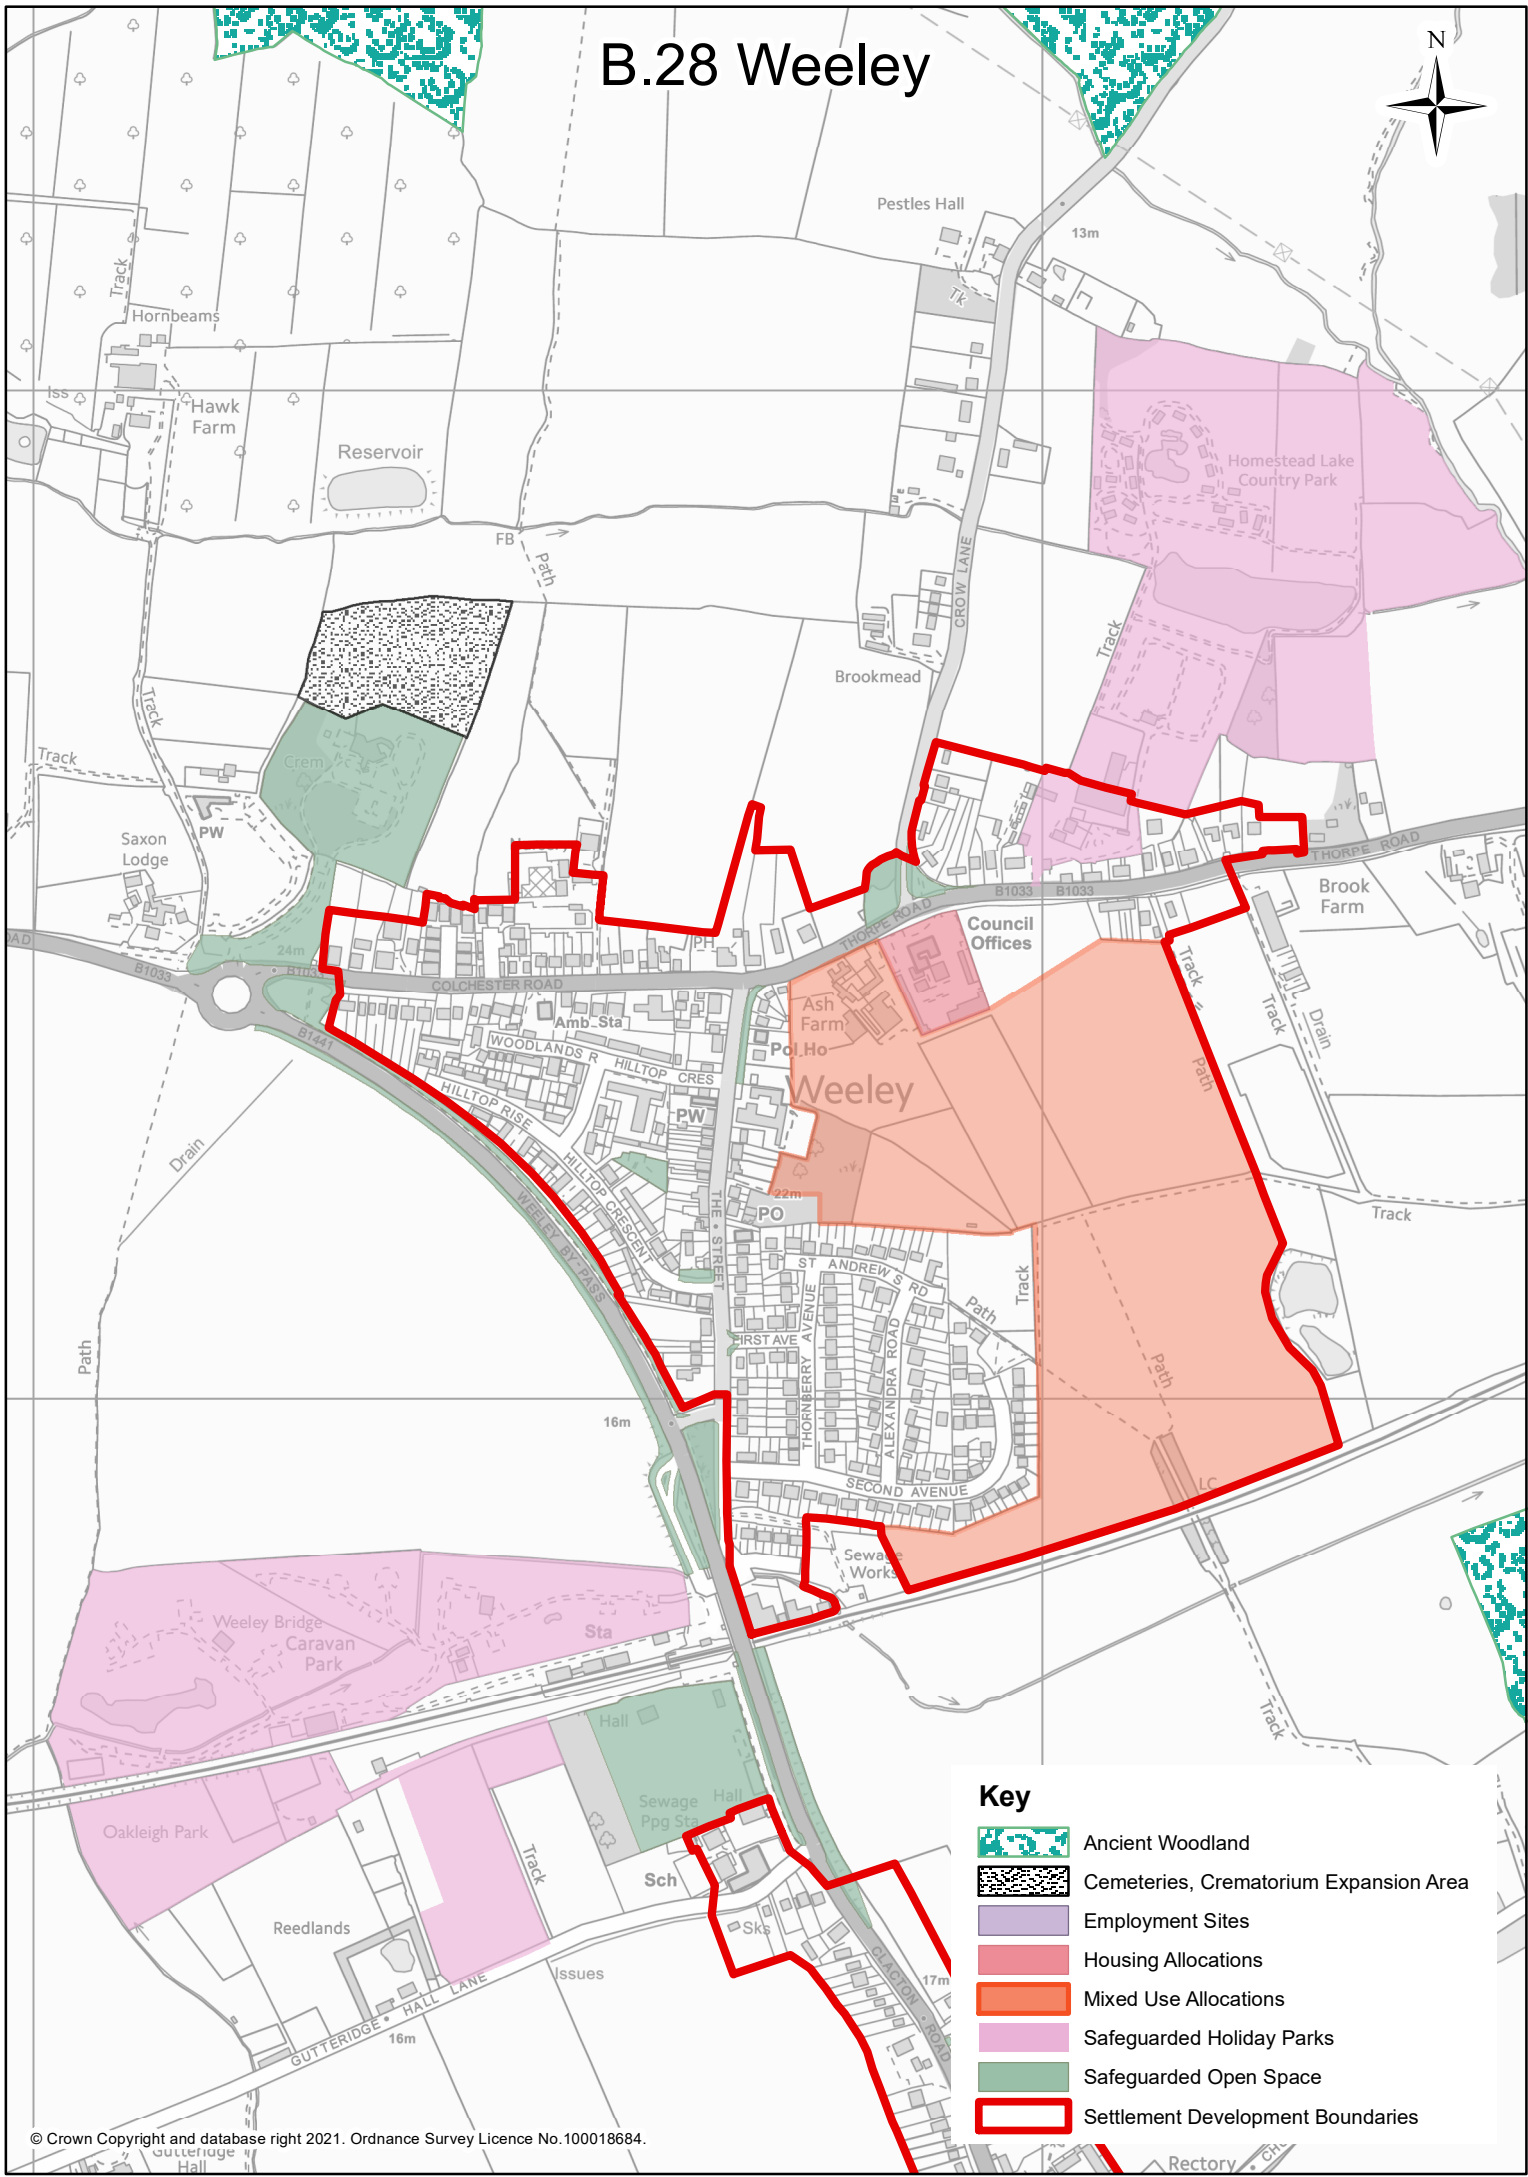 B.28 Weeley
N
Pestles Hall
13m
Tk
Track
Hornbeams
Iss
Hawk
Farm
Reservoir
Homestead Lake
Country Park
FB
Path
CROW LANE
Track
Brookmead
Track
Track
Crem
PW
Saxon
Lodge
THORPE ROAD
Brook
Farm
B1033
B1033
Council
Offices
THORPE ROAD
PH
24m
B1033
B1033
COLCHESTER ROAD
Amb Sta
Ash
Farm
Track
Track
Drain
B1441
WOODLANDS R
HILLTOP CRES
Pol Ho
Weeley
Path
HILLTOP RISE
PW
Drain
HILLTOP CRESCENT
WEELEY BY-PASS
THE STREET
22m
PO
Track
ST ANDREW S RD
Track
Path
FIRST AVE
THORNBERRY AVENUE
ALEXANDRA ROAD
Path
Path
16m
SECOND AVENUE
LC
Sewage
Works
Weeley Bridge
Caravan
Park
Sta
Track
Hall
Sewage
Ppg Sta
Hall
Oakleigh Park
Track
Sch
Reedlands
Sks
Issues
CLACTON ROAD
17m
GUTTERIDGE HALL LANE
16m
Gutteridge
Hall
Rectory
Key
Ancient Woodland
Cemeteries, Crematorium Expansion Area
Employment Sites
Housing Allocations
Mixed Use Allocations
Safeguarded Holiday Parks
Safeguarded Open Space
Settlement Development Boundaries
© Crown Copyright and database right 2021. Ordnance Survey Licence No.100018684.